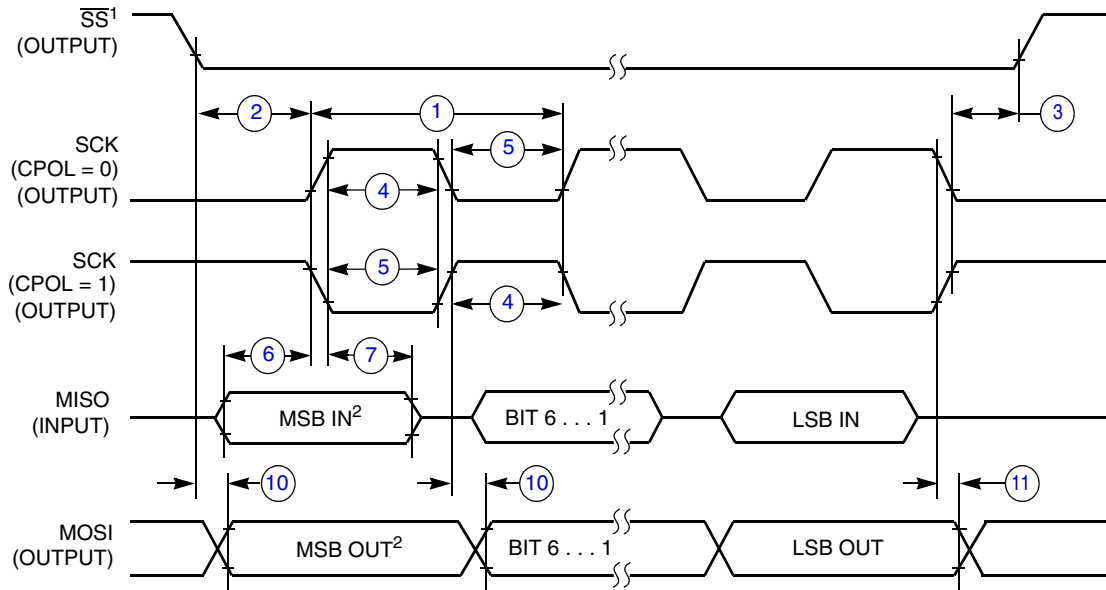 SS¹
(OUTPUT)
2
1
3
SCK
(CPOL = 0)
(OUTPUT)
5
4
SCK
(CPOL = 1)
(OUTPUT)
5
4
6
7
MISO
(INPUT)
MSB IN²
BIT 6 . . . 1
LSB IN
10
10
11
MOSI
(OUTPUT)
MSB OUT²
BIT 6 . . . 1
LSB OUT